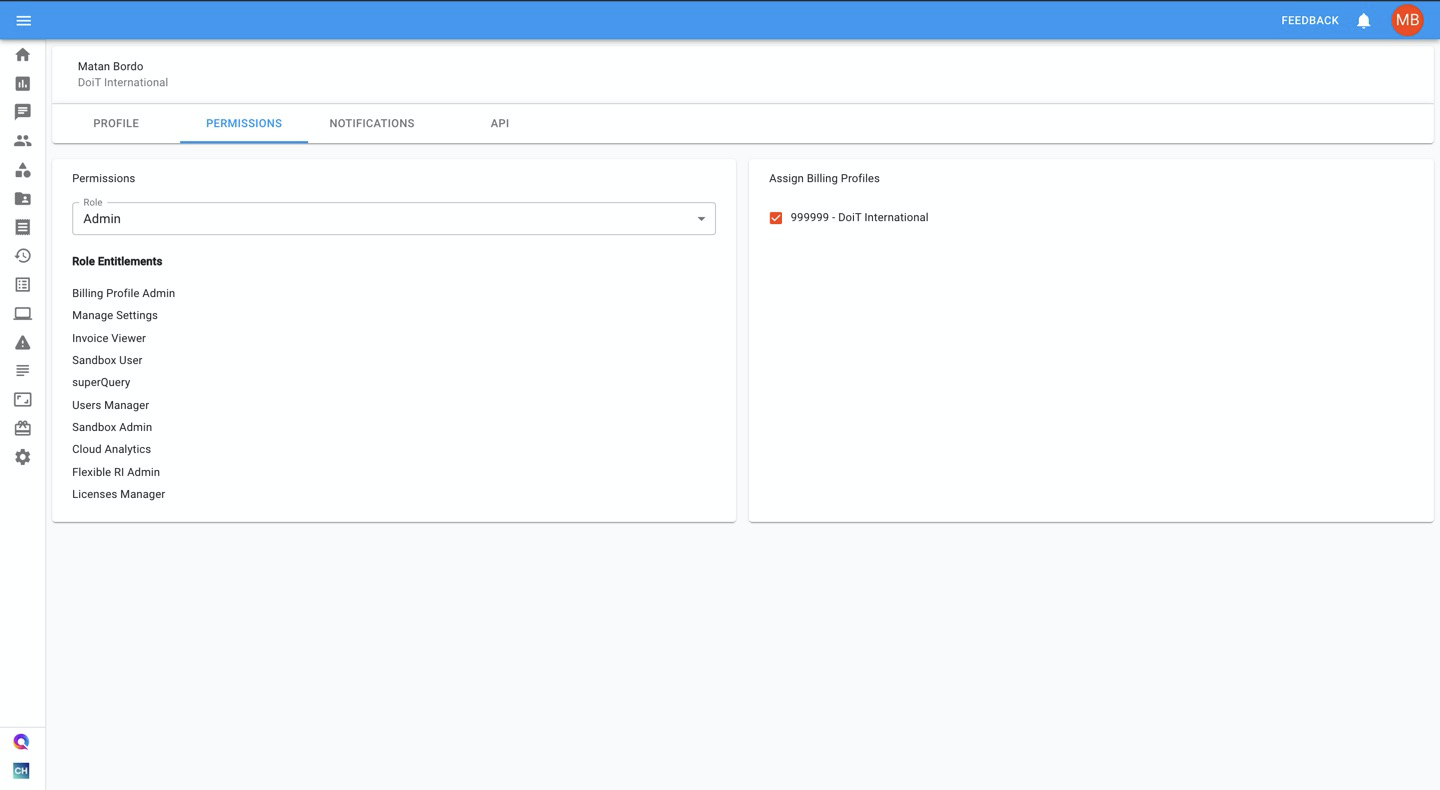 FEEDBACK
MB
Matan Bordo
DoiT International
PROFILE
PERMISSIONS
NOTIFICATIONS
API
Permissions
Role
Admin
Role Entitlements
Billing Profile Admin
Manage Settings
Invoice Viewer
Sandbox User
superQuery
Users Manager
Sandbox Admin
Cloud Analytics
Flexible RI Admin
Licenses Manager
Assign Billing Profiles
999999 - DoiT International
CH